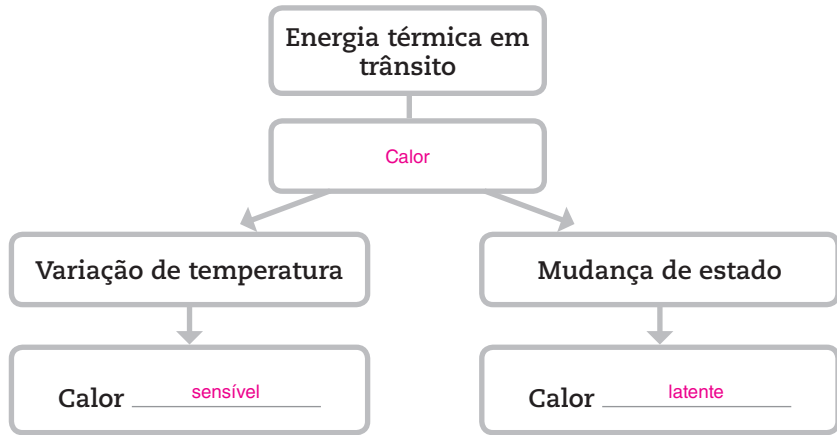 Energia térmica em
trânsito
Calor
Variação de temperatura
Mudança de estado
Calor sensível
Calor latente